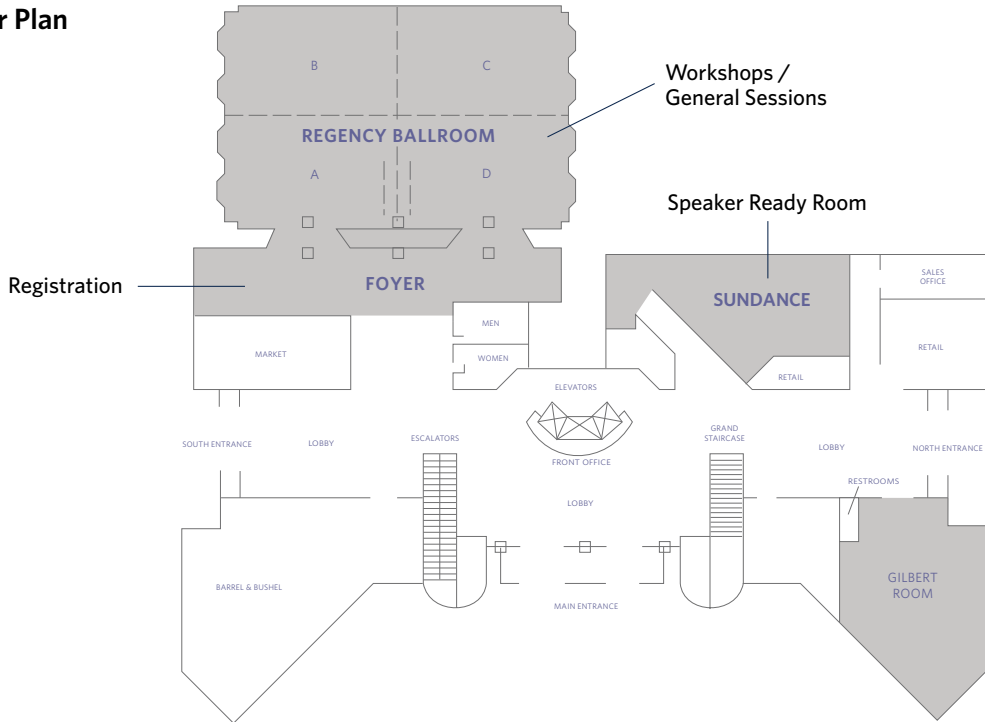 r Plan
B
C
Workshops /
General Sessions
REGENCY BALLROOM
A
D
Speaker Ready Room
Registration
FOYER
SUNDANCE
SALES
OFFICE
MEN
MARKET
WOMEN
RETAIL
RETAIL
ELEVATORS
SOUTH ENTRANCE
LOBBY
ESCALATORS
GRAND
STAIRCASE
LOBBY
NORTH ENTRANCE
FRONT OFFICE
RESTROOMS
LOBBY
BARREL & BUSHEL
GILBERT
ROOM
MAIN ENTRANCE